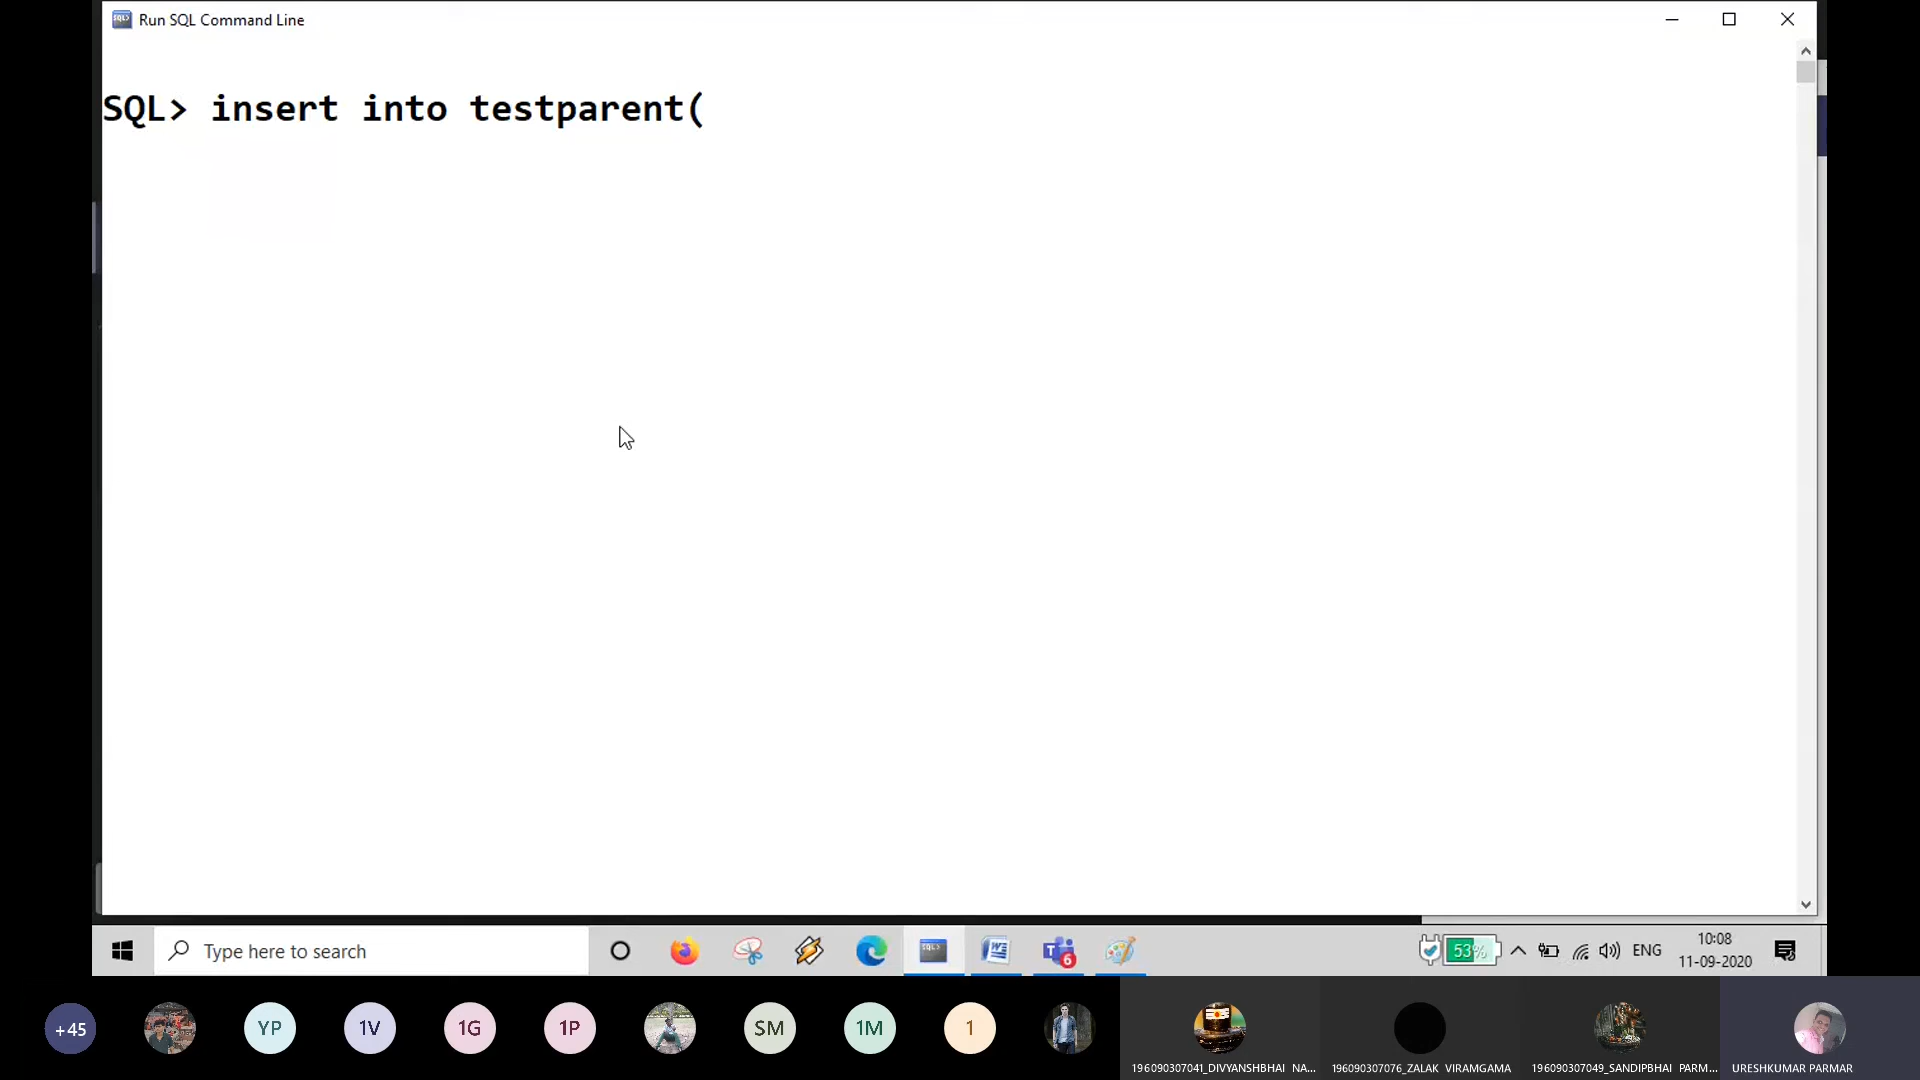 Run SQL Command Line
SQL> insert into testparent(
Type here to search
53%
ENG
10:08
11-09-2020
6
+45
YP
1V
1G
1P
SM
1M
1
196090307041_DIVYANSHBHAI NA...
196090307076_ZALAK VIRAMGAMA
196090307049_SANDIPBHAI PARM...
URESHKUMAR PARMAR